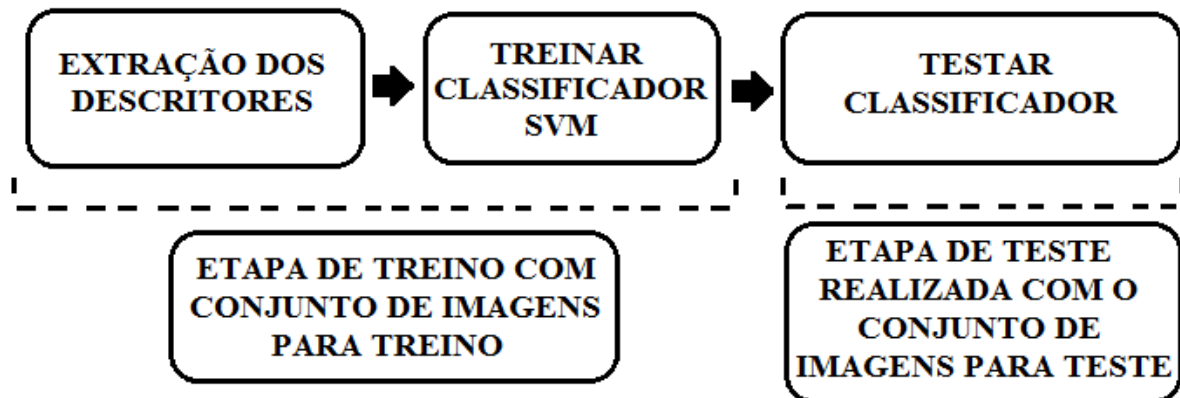 EXTRAÇÃO DOS
DESCRITORES
TREINAR
CLASSIFICADOR
SVM
TESTAR
CLASSIFICADOR
ETAPA DE TREINO COM
CONJUNTO DE IMAGENS
PARA TREINO
ETAPA DE TESTE
REALIZADA COM O
CONJUNTO DE
IMAGENS PARA TESTE